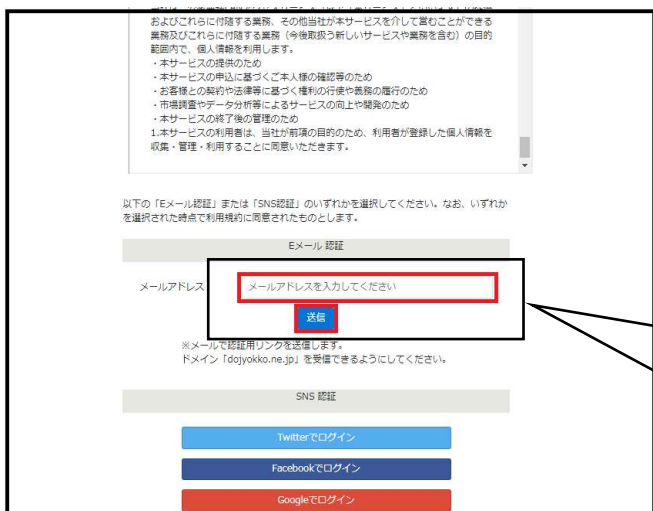 およびこれらに付随する業務、その他当社が本サービスを介して営むことができる
業務及びこれらに付随する業務（今後取扱う新しいサービスや業務を含む）の目的
範囲内で、個人情報を利用します。
・本サービスの提供のため
・本サービスの申込に基づくご本人様の確認等のため
・お客様との契約や法律等に基づく権利の行使や義務の履行のため
・市場調査やデータ分析等によるサービスの向上や開発のため
・本サービスの終了後の管理のため
1.本サービスの利用者は、当社が前項の目的のため、利用者が登録した個人情報を
収集・管理・利用することに同意いただきます。
以下の「Eメール認証」または「SNS認証」のいずれかを選択してください。なお、いずれか
を選択された時点で利用規約に同意されたものとします。
Eメール 認証
メールアドレス
メールアドレスを入力してください
送信
※メールで認証用リンクを送信します。
ドメイン「dojyokko.ne.jp」を受信できるようにしてください。
SNS 認証
Twitterでログイン
Facebookでログイン
Googleでログイン